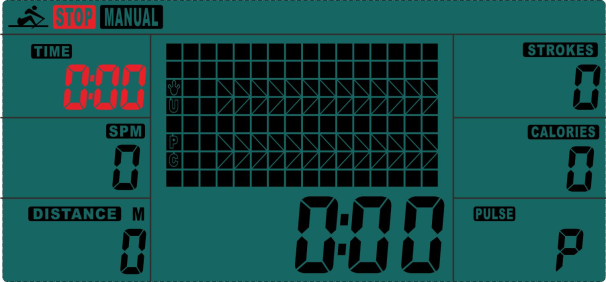 STOP MANUAL
TIME
0:00
SPM
0
DISTANCE M
0
U
P
C
0:00
STROKES
0
CALORIES
0
PULSE
P